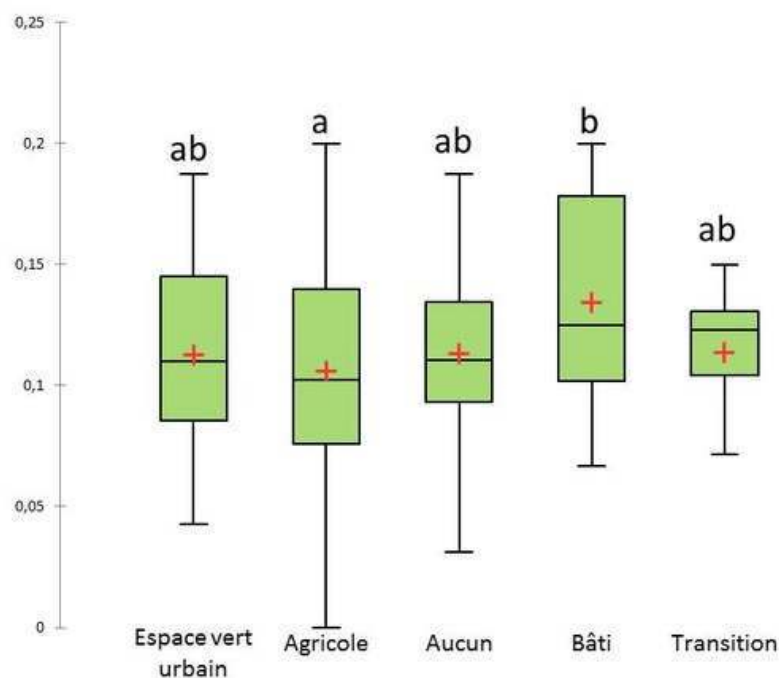 0,25
0,2
0,15
0,1
0,05
0
ab
a
ab
b
ab
Espace vert
urbain
Agricole
Aucun
Bâti
Transition